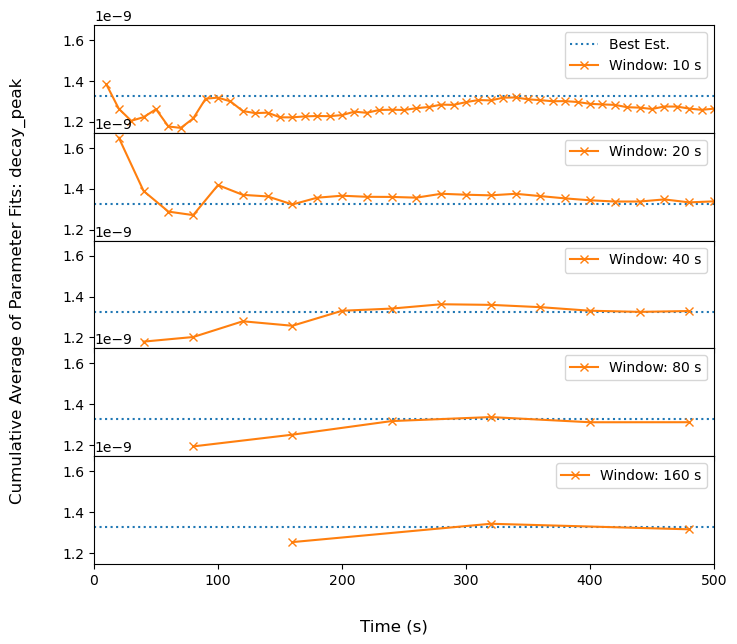 1e−9
1.6
1.4
1.2
Best Est.
Window: 10 s
1e−9
1.6
1.4
1.2
Window: 20 s
1e−9
1.6
1.4
1.2
Window: 40 s
1e−9
1.6
1.4
1.2
Window: 80 s
1e−9
1.6
1.4
1.2
Window: 160 s
0 100 200 300 400 500
Time (s)
Cumulative Average of Parameter Fits: decay_peak